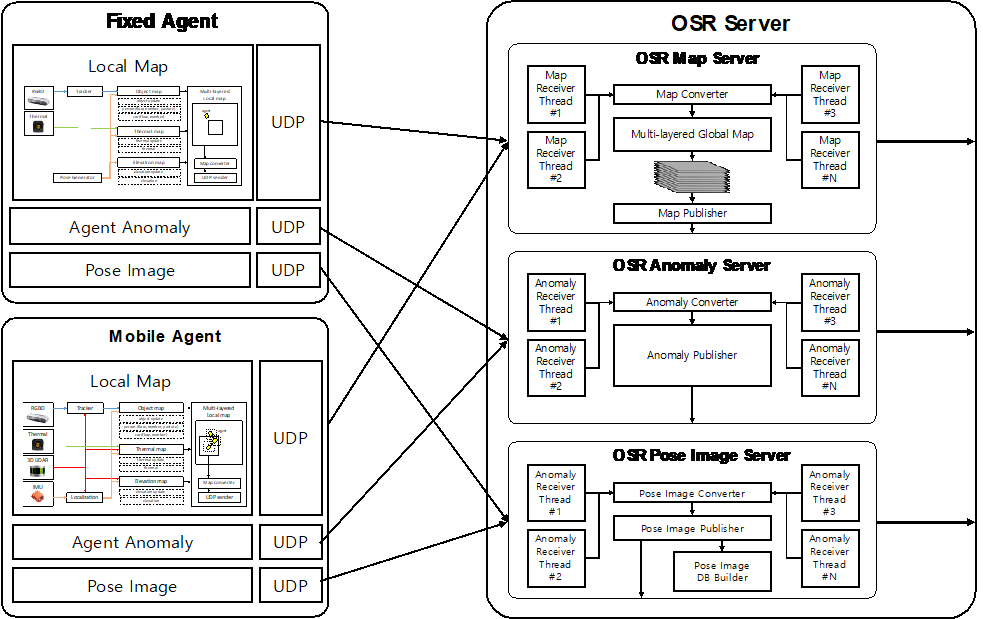 Fixed Agent
Local Map
RGBD
Thermal
Tracker
Object map
Thermal map
Elevation map
Pose Generator
Multi-layered
Local map
Map converter
UDP sender
UDP
Agent Anomaly
UDP
Pose Image
UDP
Mobile Agent
Local Map
RGBD
Thermal
3D LiDAR
IMU
Tracker
Localization
Object map
Thermal map
Elevation map
Multi-layered
Local map
Map converter
UDP sender
UDP
Agent Anomaly
UDP
Pose Image
UDP
OSR Server
OSR Map Server
Map
Receiver
Thread
#1
Map
Receiver
Thread
#2
Map Converter
Multi-layered Global Map
Map Publisher
Map
Receiver
Thread
#3
Map
Receiver
Thread
#N
OSR Anomaly Server
Anomaly
Receiver
Thread
#1
Anomaly
Receiver
Thread
#2
Anomaly Converter
Anomaly Publisher
Anomaly
Receiver
Thread
#3
Anomaly
Receiver
Thread
#N
OSR Pose Image Server
Anomaly
Receiver
Thread
#1
Anomaly
Receiver
Thread
#2
Pose Image Converter
Pose Image Publisher
Pose Image
DB Builder
Anomaly
Receiver
Thread
#3
Anomaly
Receiver
Thread
#N